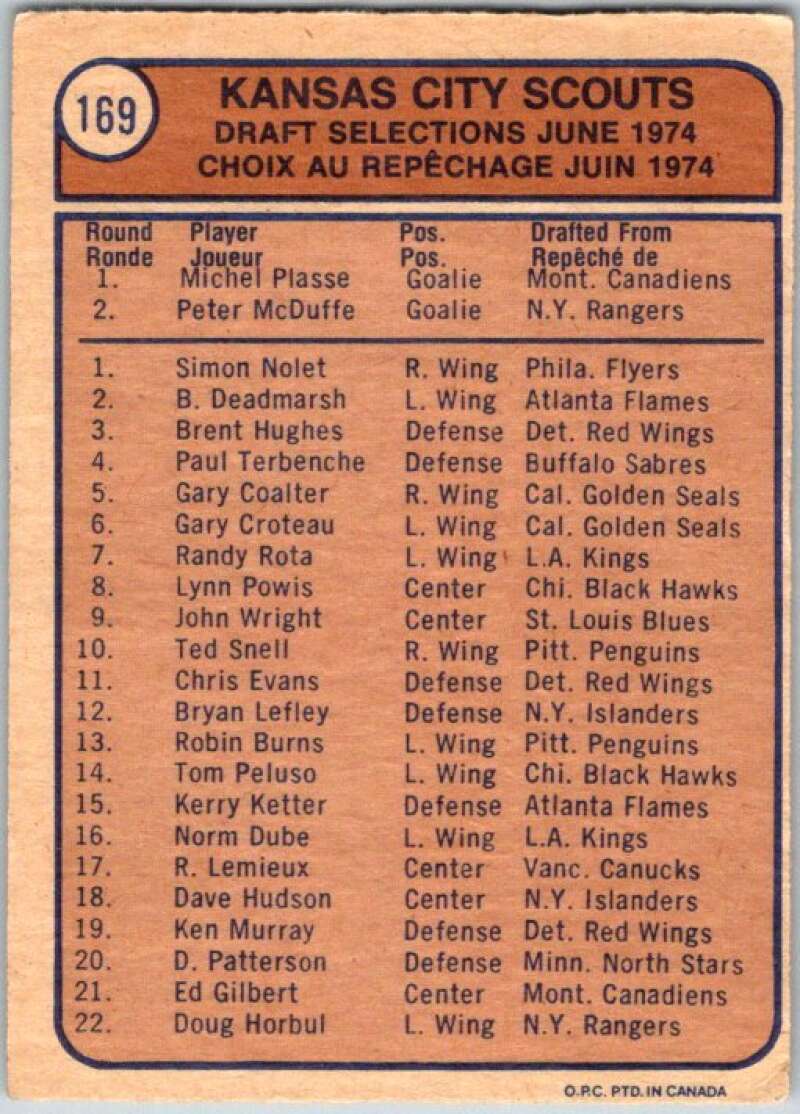 169
KANSAS CITY SCOUTS
DRAFT SELECTIONS JUNE 1974
CHOIX AU REPÊCHAGE JUIN 1974
Round Player Pos. Drafted From
Ronde Joueur Pos. Repêché de
1. Michel Plasse Goalie Mont. Canadiens
2. Peter McDuffe Goalie N.Y. Rangers
1. Simon Nolet R. Wing Phila. Flyers
2. B. Deadmarsh L. Wing Atlanta Flames
3. Brent Hughes Defense Det. Red Wings
4. Paul Terbenche Defense Buffalo Sabres
5. Gary Coalter R. Wing Cal. Golden Seals
6. Gary Croteau L. Wing Cal. Golden Seals
7. Randy Rota L. Wing L.A. Kings
8. Lynn Powis Center Chi. Black Hawks
9. John Wright Center St. Louis Blues
10. Ted Snell R. Wing Pitt. Penguins
11. Chris Evans Defense Det. Red Wings
12. Bryan Lefley Defense N.Y. Islanders
13. Robin Burns L. Wing Pitt. Penguins
14. Tom Peluso L. Wing Chi. Black Hawks
15. Kerry Ketter Defense Atlanta Flames
16. Norm Dube L. Wing L.A. Kings
17. R. Lemieux Center Vanc. Canucks
18. Dave Hudson Center N.Y. Islanders
19. Ken Murray Defense Det. Red Wings
20. D. Patterson Defense Minn. North Stars
21. Ed Gilbert Center Mont. Canadiens
22. Doug Horbul L. Wing N.Y. Rangers
O.P.C. PTD. IN CANADA